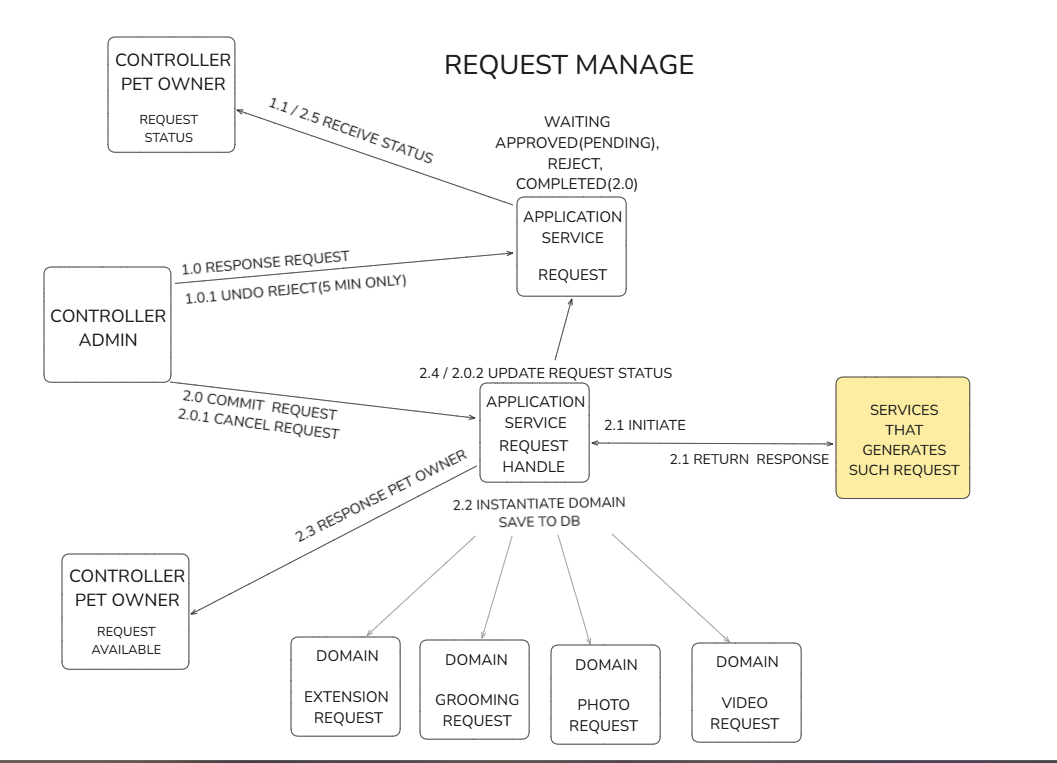 CONTROLLER
PET OWNER
REQUEST
STATUS
REQUEST MANAGE
1.1 / 2.5 RECEIVE STATUS
WAITING
APPROVED(PENDING),
REJECT,
COMPLETED(2.0)
APPLICATION
SERVICE
REQUEST
1.0 RESPONSE REQUEST
1.0.1 UNDO REJECT(5 MIN ONLY)
CONTROLLER
ADMIN
2.4 / 2.0.2 UPDATE REQUEST STATUS
2.0 COMMIT REQUEST
2.0.1 CANCEL REQUEST
APPLICATION
SERVICE
REQUEST
HANDLE
2.1 INITIATE
2.1 RETURN RESPONSE
SERVICES
THAT
GENERATES
SUCH REQUEST
2.3 RESPONSE PET OWNER
2.2 INSTANTIATE DOMAIN
SAVE TO DB
CONTROLLER
PET OWNER
REQUEST
AVAILABLE
DOMAIN
EXTENSION
REQUEST
DOMAIN
GROOMING
REQUEST
DOMAIN
PHOTO
REQUEST
DOMAIN
VIDEO
REQUEST